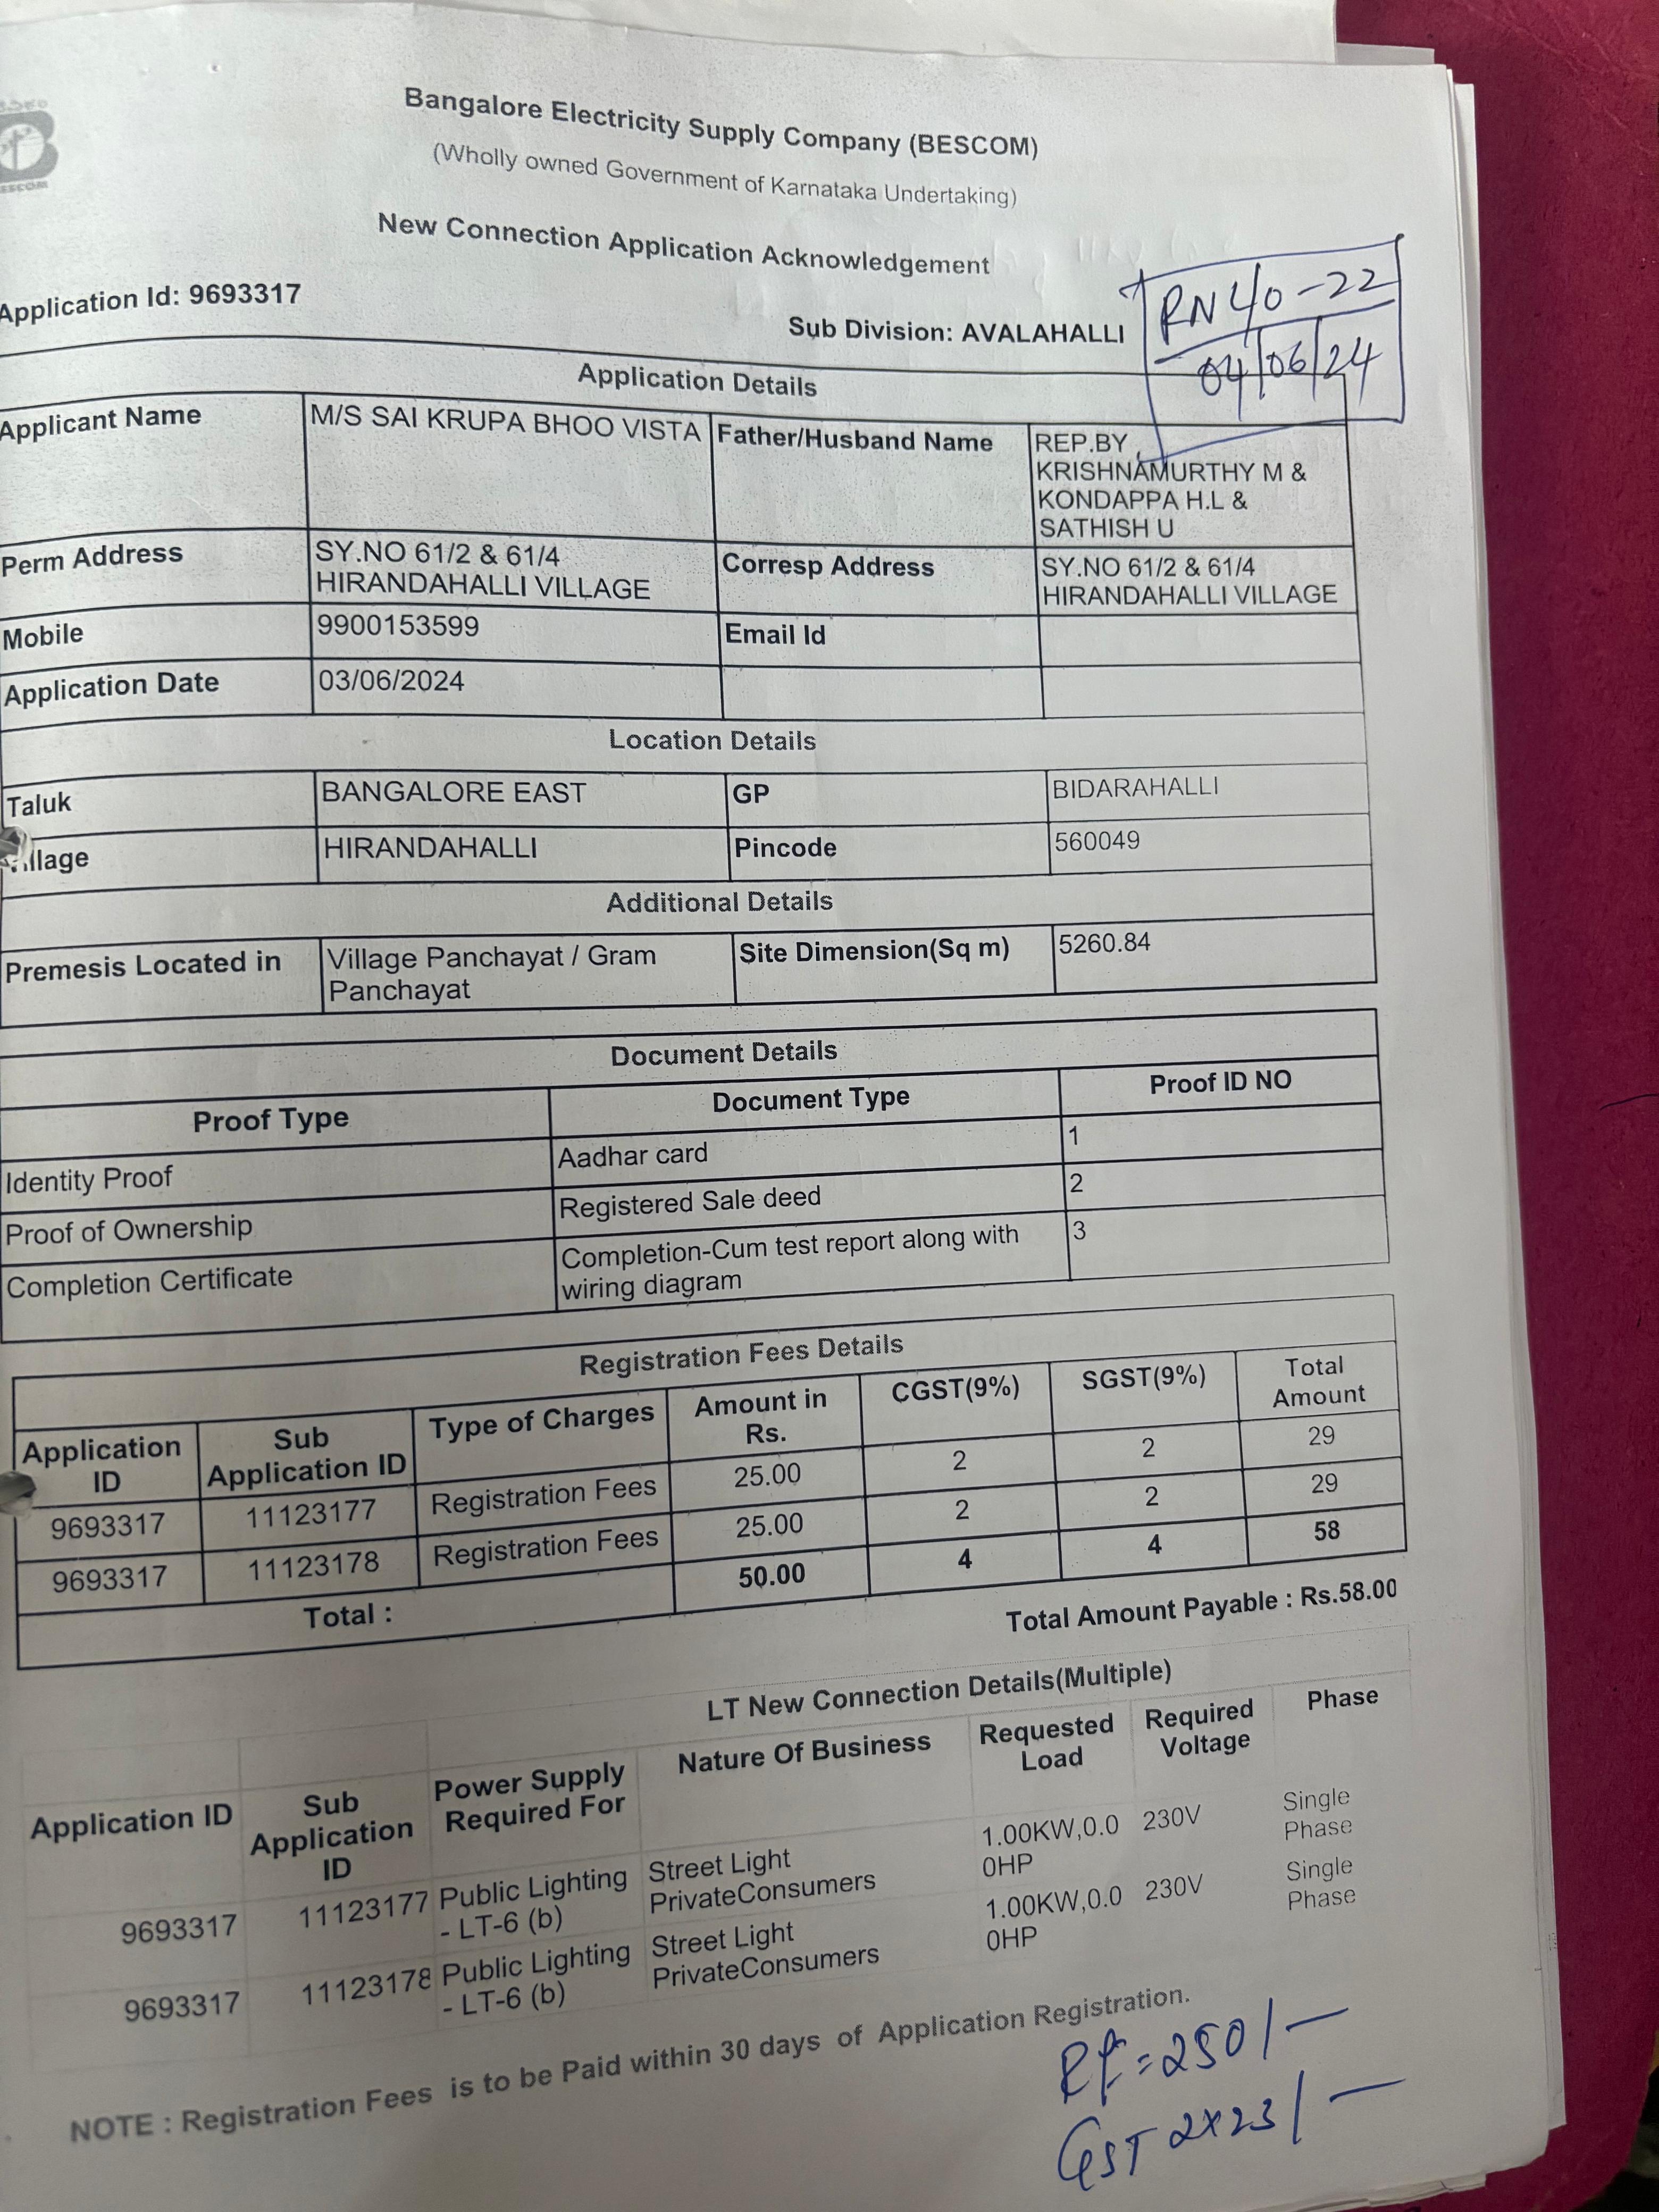 BESCOM
Bangalore Electricity Supply Company (BESCOM)
(Wholly owned Government of Karnataka Undertaking)
New Connection Application Acknowledgement
Application Id: 9693317
Sub Division: AVALAHALLI
RN 40-22
04/06/24
Application Details
Applicant Name M/S SAI KRUPA BHOO VISTA Father/Husband Name REP.BY
KRISHNAMURTHY M &
KONDAPPA H.L &
SATHISH U
Perm Address SY.NO 61/2 & 61/4 Corresp Address SY.NO 61/2 & 61/4
HIRANDAHALLI VILLAGE HIRANDAHALLI VILLAGE
Mobile 9900153599 Email Id
Application Date 03/06/2024
Location Details
Taluk BANGALORE EAST GP BIDARAHALLI
Village HIRANDAHALLI Pincode 560049
Additional Details
Premesis Located in Village Panchayat / Gram Site Dimension(Sq m) 5260.84
Panchayat
Document Details
Proof Type Document Type Proof ID NO
Identity Proof Aadhar card 1
Proof of Ownership Registered Sale deed 2
Completion Certificate Completion-Cum test report along with 3
wiring diagram
Registration Fees Details
Application Sub Type of Charges Amount in CGST(9%) SGST(9%) Total
ID Application ID Rs. Amount
9693317 11123177 Registration Fees 25.00 2 2 29
9693317 11123178 Registration Fees 25.00 2 2 29
Total : 50.00 4 4 58
Total Amount Payable : Rs.58.00
LT New Connection Details(Multiple)
Application ID Sub Power Supply Nature Of Business Requested Required Phase
Application Required For Load Voltage
ID
9693317 11123177 Public Lighting Street Light 1.00KW,0.0 230V Single
- LT-6 (b) PrivateConsumers 0HP Phase
9693317 11123178 Public Lighting Street Light 1.00KW,0.0 230V Single
- LT-6 (b) PrivateConsumers 0HP Phase
NOTE : Registration Fees is to be Paid within 30 days of Application Registration.
Rf = 250/-
GST 2x23/-